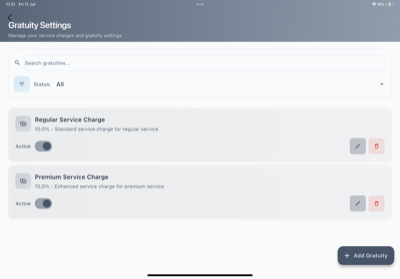 17:31 Fri 11 Jul
Gratuity Settings
Manage your service charges and gratuity settings
Search gratuities...
Status: All
Regular Service Charge
10.0% - Standard service charge for regular service
Active
Premium Service Charge
15.0% - Enhanced service charge for premium service
Active
+ Add Gratuity